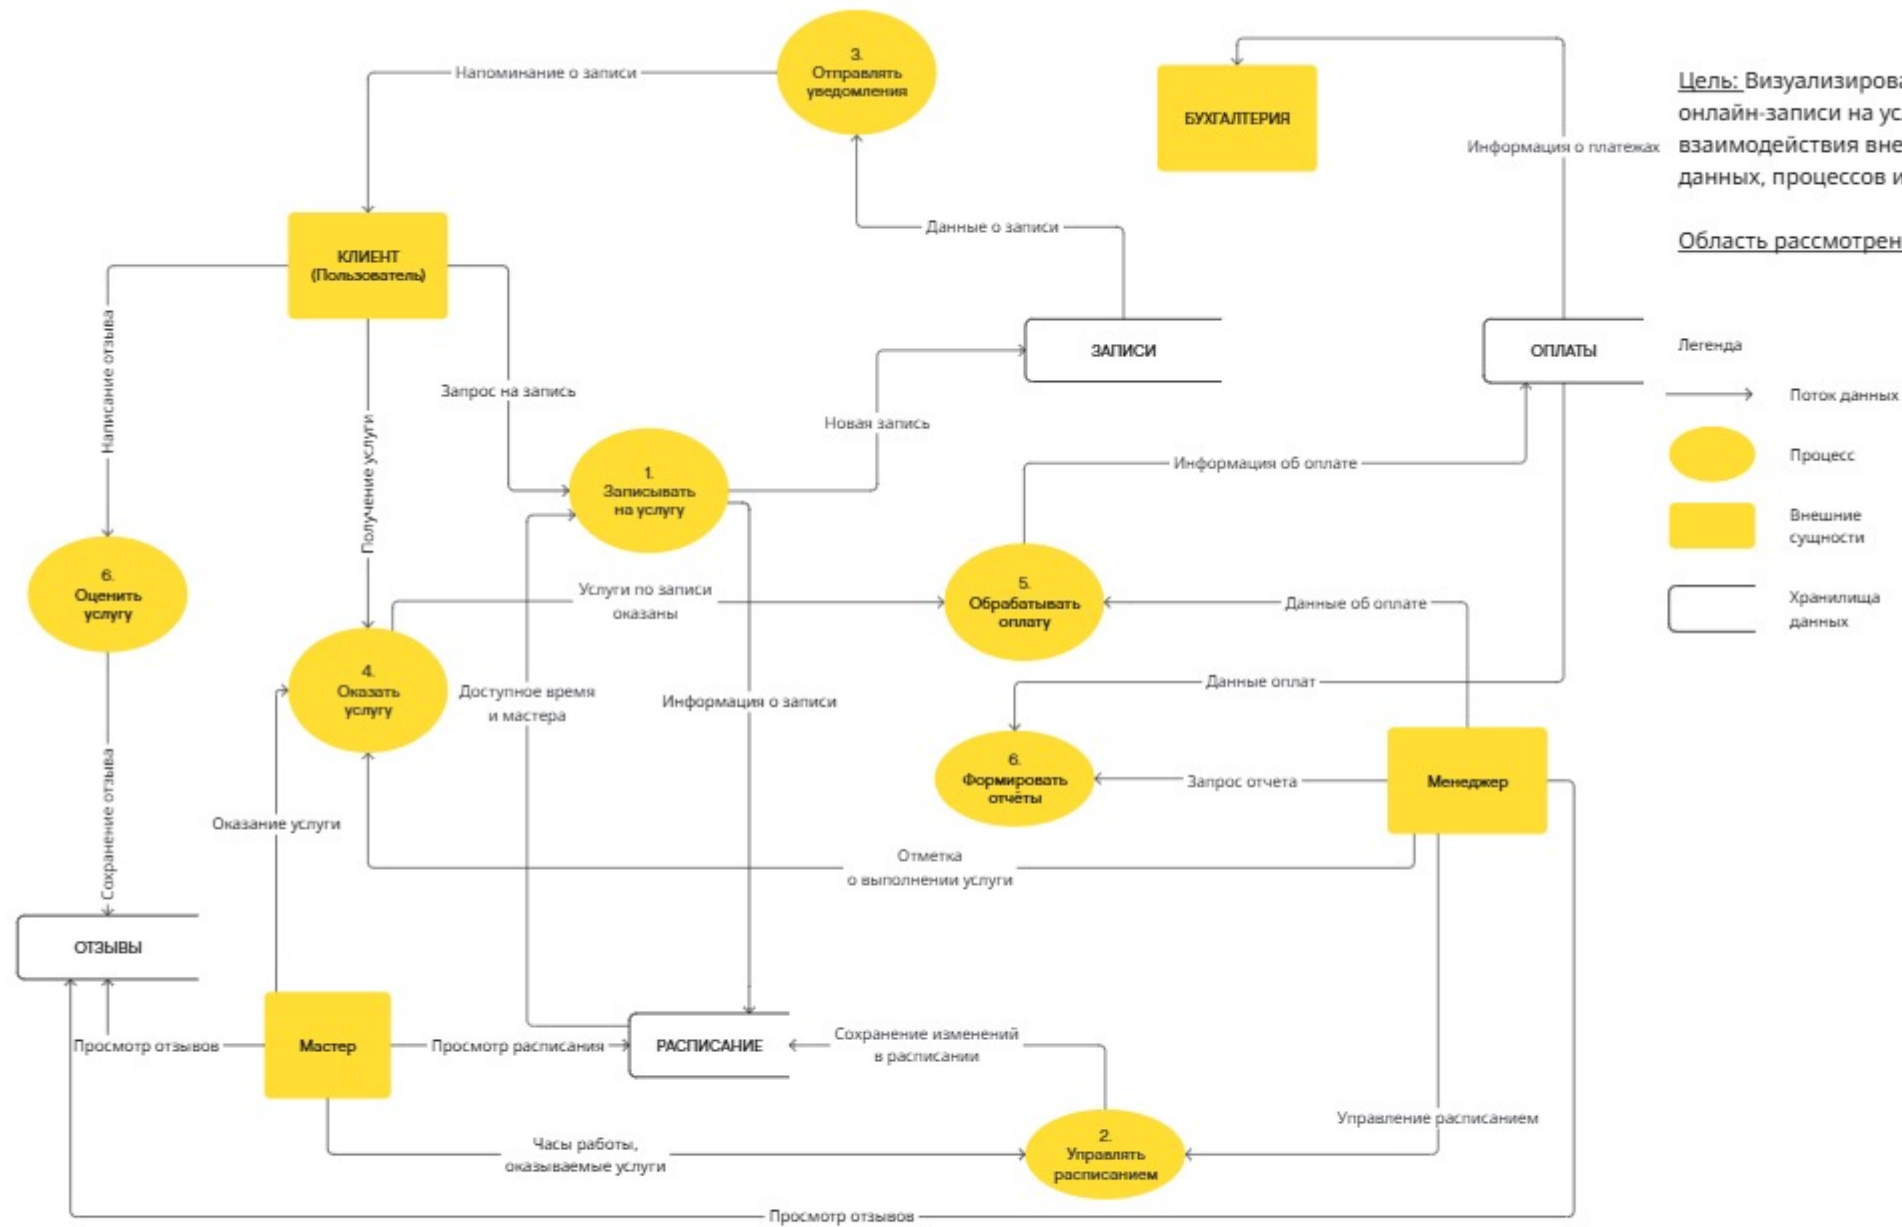 3.
Отправлять
уведомления
Напоминание о записи
БУХГАЛТЕРИЯ
Информация о платежах
Цель: Визуализирова
онлайн-записи на ус
взаимодействия вне
данных, процессов и
Область рассмотрен
Данные о записи
КЛИЕНТ
(Пользователь)
Написание отзыва
Получение услуги
Запрос на запись
ЗАПИСИ
ОПЛАТЫ
Легенда
Поток данных
Процесс
Внешние
сущности
Хранилища
данных
Новая запись
1.
Записывать
на услугу
Информация об оплате
6.
Оценить
услугу
Услуги по записи
оказаны
5.
Обрабатывать
оплату
Данные об оплате
4.
Оказать
услугу
Доступное время
и мастера
Информация о записи
Данные оплат
6.
Формировать
отчёты
Запрос отчета
Менеджер
Сохранение отзыва
Оказание услуги
Отметка
о выполнении услуги
ОТЗЫВЫ
Просмотр отзывов
Мастер
Просмотр расписания
РАСПИСАНИЕ
Сохранение изменений
в расписании
Управление расписанием
Часы работы,
оказываемые услуги
2.
Управлять
расписанием
Просмотр отзывов